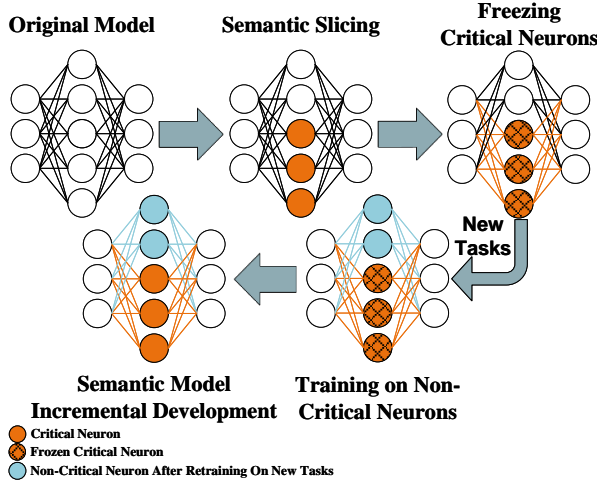 Original Model
Semantic Slicing
Freezing
Critical Neurons
New
Tasks
Semantic Model
Incremental Development
Training on Non-
Critical Neurons
Critical Neuron
Frozen Critical Neuron
Non-Critical Neuron After Retraining On New Tasks